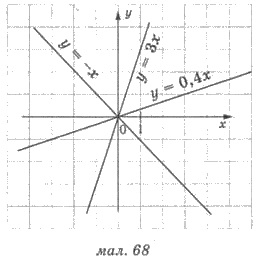 y
y = -x
y = 3x
y = 0,4x
0
1
x
мал. 68